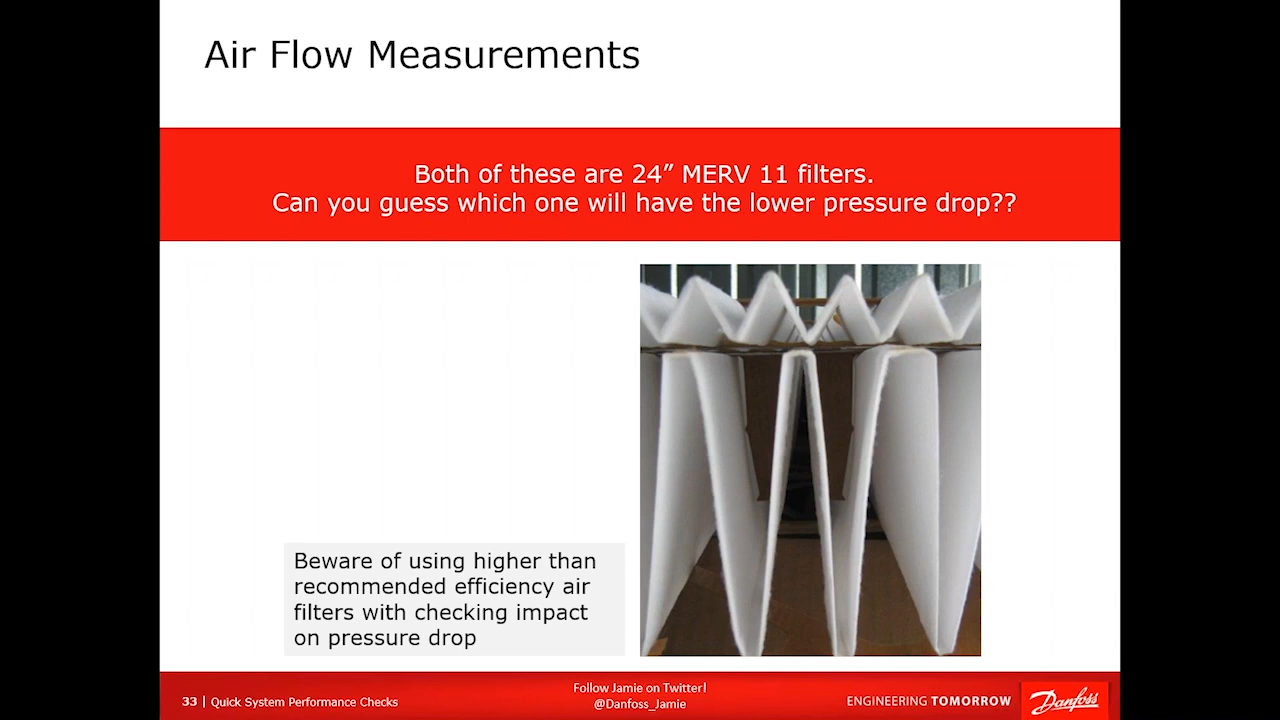 Air Flow Measurements
Both of these are 24” MERV 11 filters.
Can you guess which one will have the lower pressure drop??
Beware of using higher than
recommended efficiency air
filters with checking impact
on pressure drop
33 | Quick System Performance Checks
Follow Jamie on Twitter!
@Danfoss_Jamie
ENGINEERING TOMORROW
Danfoss